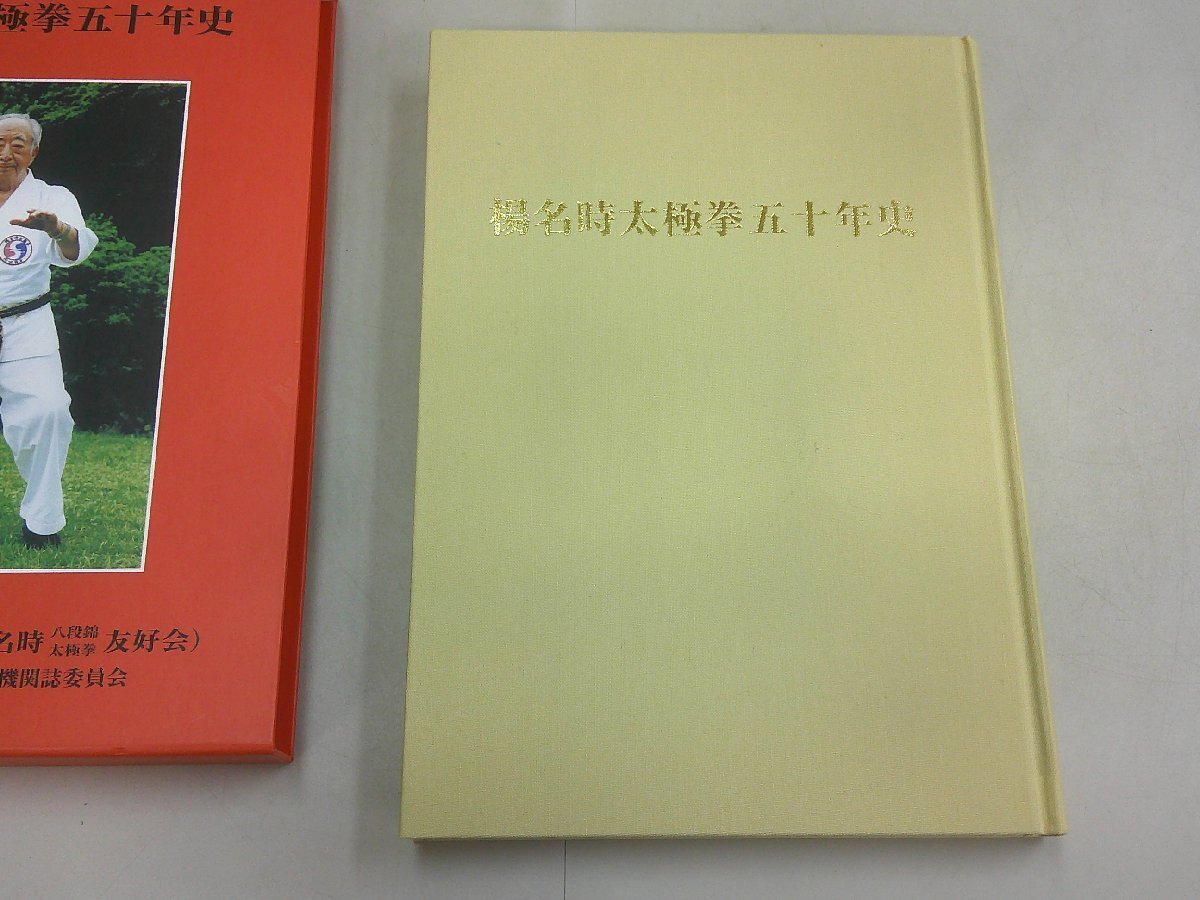 極拳五十年史
名時 八段錦 太極拳 友好会)
機関誌委員会
楊名時太極拳五十年史